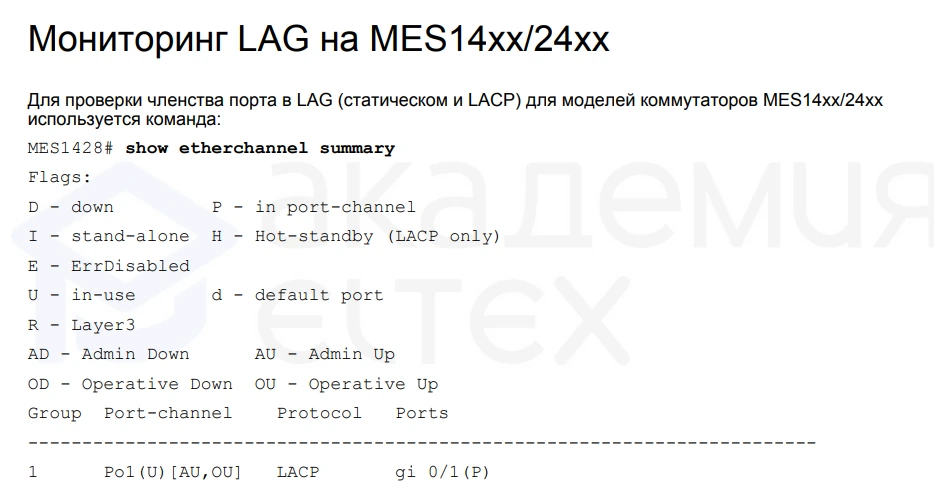 Мониторинг LAG на MES14xx/24xx
Для проверки членства порта в LAG (статическом и LACP) для моделей коммутаторов MES14xx/24xx
используется команда:
MES1428# show etherchannel summary
Flags:
D - down P - in port-channel
I - stand-alone H - Hot-standby (LACP only)
E - ErrDisabled
U - in-use d - default port
R - Layer3
AD - Admin Down AU - Admin Up
OD - Operative Down OU - Operative Up
Group Port-channel Protocol Ports
-------------------------------------------------------------------------
1 Po1(U)[AU,OU] LACP gi 0/1(P)
академия
ELTEX